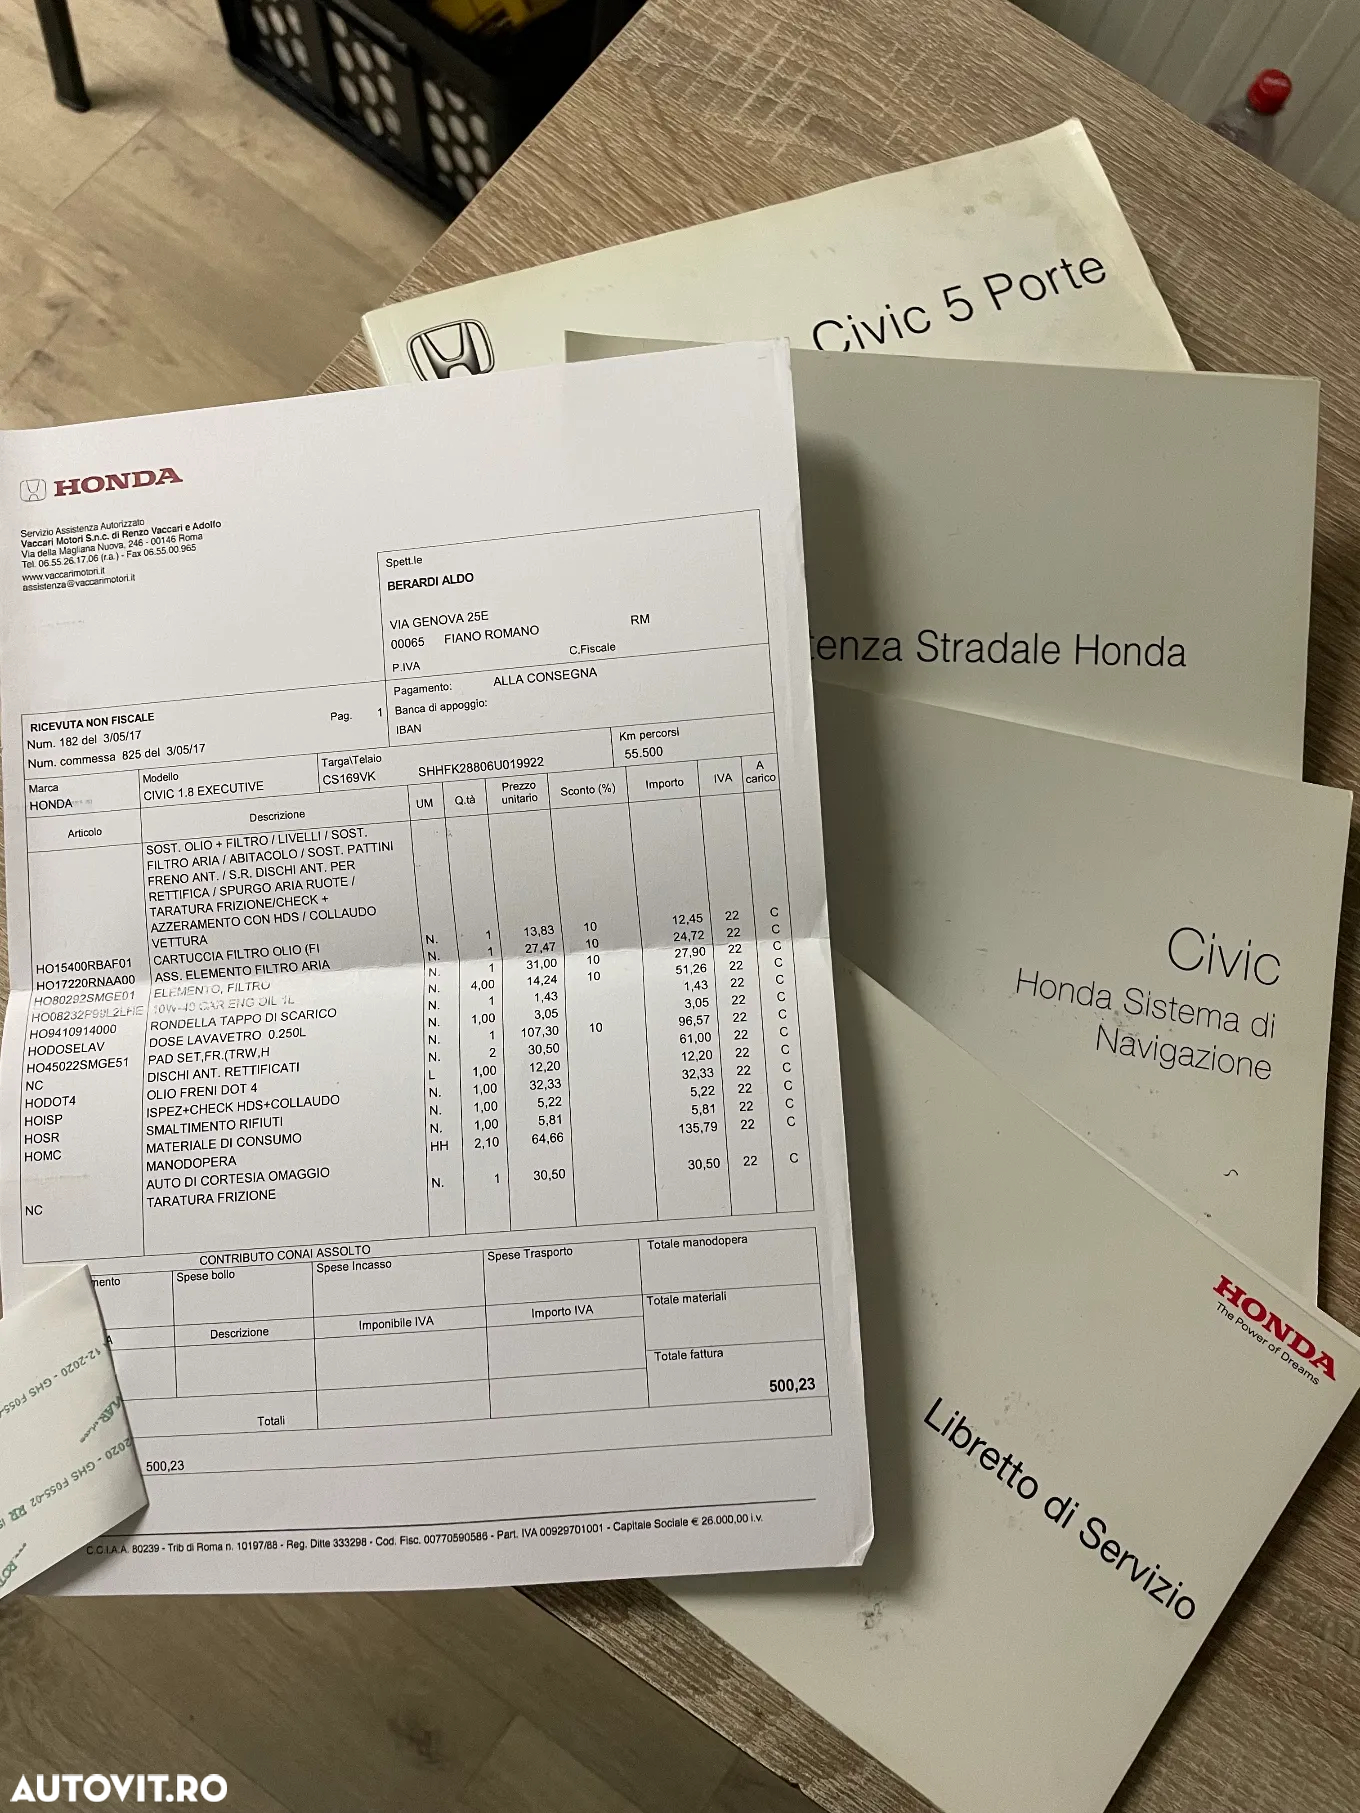 Civic 5 Porte
tenza Stradale Honda
Civic
Honda Sistema di
Navigazione
HONDA
The Power of Dreams
Libretto di Servizio
HONDA
Servizio Assistenza Autorizzato
Vaccari Motori S.n.c. di Renzo Vaccari e Adolfo
Via della Magliana Nuova, 246 - 00146 Roma
Tel. 06.55.26.17.06 (r.a.) - Fax 06.55.00.965
www.vaccarimotori.it
assistenza@vaccarimotori.it
Spett.le
BERARDI ALDO
VIA GENOVA 25E
00065 FIANO ROMANO RM
P.IVA C.Fiscale
Pagamento: ALLA CONSEGNA
Banca di appoggio:
IBAN
RICEVUTA NON FISCALE Pag. 1
Num. 182 del 3/05/17
Num. commessa 825 del 3/05/17
Marca Modello Targa\Telaio Km percorsi
HONDA CIVIC 1.8 EXECUTIVE CS169VK SHHFK28806U019922 55.500
Articolo Descrizione UM Q.tà Prezzo unitario Sconto (%) Importo IVA A carico
SOST. OLIO + FILTRO / LIVELLI / SOST.
FILTRO ARIA / ABITACOLO / SOST. PATTINI
FRENO ANT. / S.R. DISCHI ANT. PER
RETTIFICA / SPURGO ARIA RUOTE /
TARATURA FRIZIONE/CHECK +
AZZERAMENTO CON HDS / COLLAUDO
VETTURA
HO15400RBAF01 CARTUCCIA FILTRO OLIO (FI N. 1 13,83 10 12,45 22 C
HO17220RNAA00 ASS. ELEMENTO FILTRO ARIA N. 1 27,47 10 24,72 22 C
HO80292SMGE01 ELEMENTO, FILTRO N. 1 31,00 10 27,90 22 C
HO08232P99L2LHE 10W-40 CAR ENG OIL 1L N. 4,00 14,24 10 51,26 22 C
HO9410914000 RONDELLA TAPPO DI SCARICO N. 1 1,43 1,43 22 C
HODOSELAV DOSE LAVAVETRO 0.250L N. 1,00 3,05 3,05 22 C
HO45022SMGE51 PAD SET,FR.(TRW,H N. 1 107,30 10 96,57 22 C
NC DISCHI ANT. RETTIFICATI N. 2 30,50 61,00 22 C
HODOT4 OLIO FRENI DOT 4 L 1,00 12,20 12,20 22 C
HOISP ISPEZ+CHECK HDS+COLLAUDO N. 1,00 32,33 32,33 22 C
HOSR SMALTIMENTO RIFIUTI N. 1,00 5,22 5,22 22 C
HOMC MATERIALE DI CONSUMO N. 1,00 5,81 5,81 22 C
MANODOPERA HH 2,10 64,66 135,79 22 C
AUTO DI CORTESIA OMAGGIO
NC TARATURA FRIZIONE N. 1 30,50 30,50 22 C
CONTRIBUTO CONAI ASSOLTO
mento Spese bollo Spese Incasso Spese Trasporto Totale manodopera
A Descrizione Imponibile IVA Importo IVA Totale materiali
Totale fattura
500,23
Totali
500,23
C.C.I.A.A. 80239 - Trib di Roma n. 10197/88 - Reg. Ditte 333298 - Cod. Fisc. 00770590586 - Part. IVA 00929701001 - Capitale Sociale € 26.000,00 i.v.
12-2020 - GHS F055-
2020 - GHS F055-02
AUTOVIT.RO